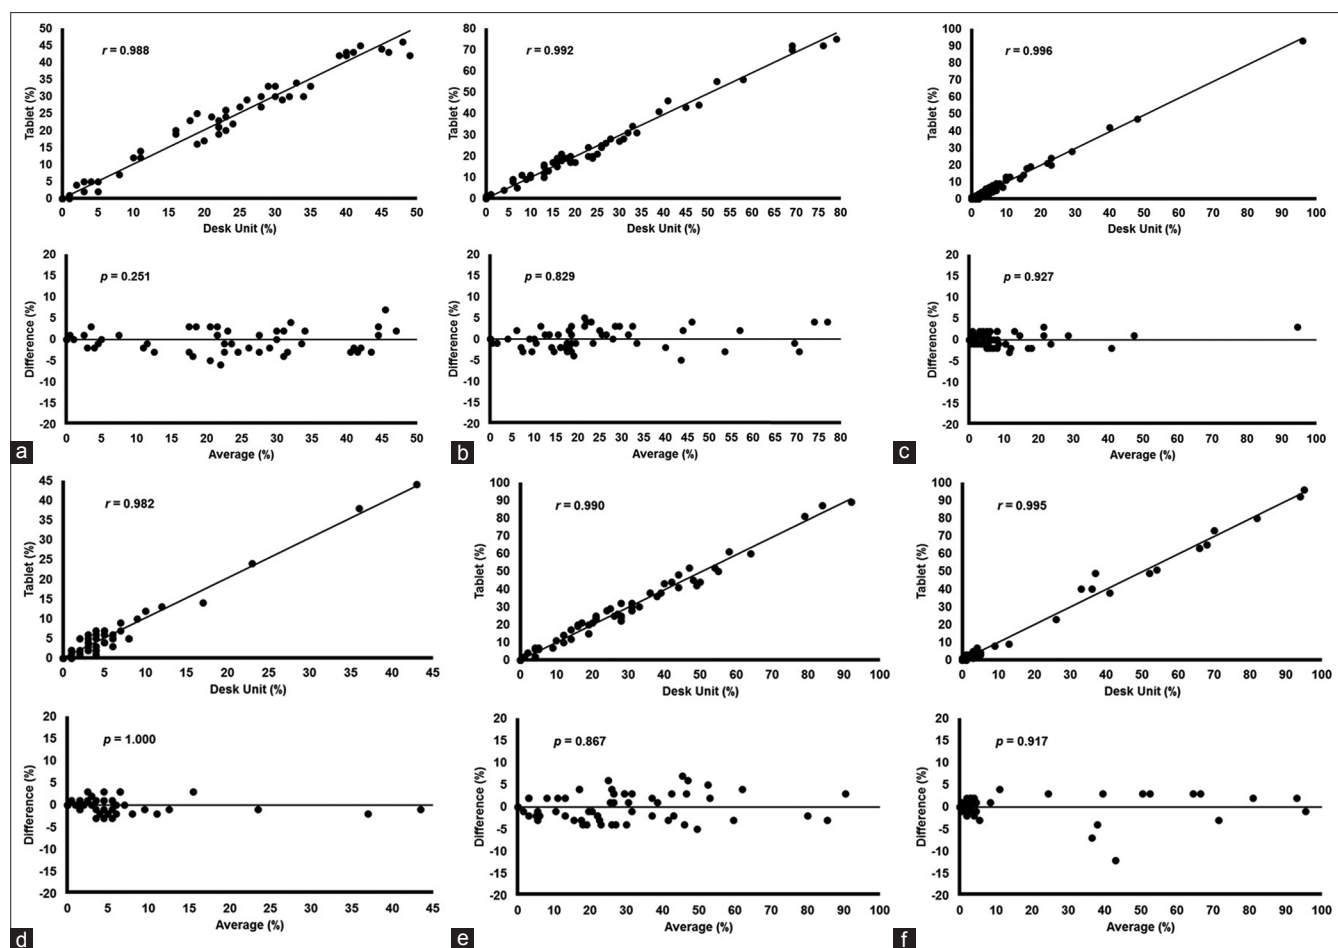 50
45
40
35
30
25
20
15
10
5
0
Tablet (%)
r = 0.988
0 5 10 15 20 25 30 35 40 45 50
Desk Unit (%)
20
15
10
5
0
-5
-10
-15
-20
Difference (%)
p = 0.251
0 5 10 15 20 25 30 35 40 45 50
Average (%)
a
80
70
60
50
40
30
20
10
0
Tablet (%)
r = 0.992
0 5 10 15 20 25 30 35 40 45 50 55 60 65 70 75 80
Desk Unit (%)
20
15
10
5
0
-5
-10
-15
-20
Difference (%)
p = 0.829
0 5 10 15 20 25 30 35 40 45 50 55 60 65 70 75 80
Average (%)
b
100
90
80
70
60
50
40
30
20
10
0
Tablet (%)
r = 0.996
0 10 20 30 40 50 60 70 80 90 100
Desk Unit (%)
20
15
10
5
0
-5
-10
-15
-20
Difference (%)
p = 0.927
0 10 20 30 40 50 60 70 80 90 100
Average (%)
c
45
40
35
30
25
20
15
10
5
0
Tablet (%)
r = 0.982
0 5 10 15 20 25 30 35 40 45
Desk Unit (%)
20
15
10
5
0
-5
-10
-15
-20
Difference (%)
p = 1.000
0 5 10 15 20 25 30 35 40 45
Average (%)
d
100
90
80
70
60
50
40
30
20
10
0
Tablet (%)
r = 0.990
0 10 20 30 40 50 60 70 80 90 100
Desk Unit (%)
20
15
10
5
0
-5
-10
-15
-20
Difference (%)
p = 0.867
0 10 20 30 40 50 60 70 80 90 100
Average (%)
e
100
90
80
70
60
50
40
30
20
10
0
Tablet (%)
r = 0.995
0 10 20 30 40 50 60 70 80 90 100
Desk Unit (%)
20
15
10
5
0
-5
-10
-15
-20
Difference (%)
p = 0.917
0 10 20 30 40 50 60 70 80 90 100
Average (%)
f